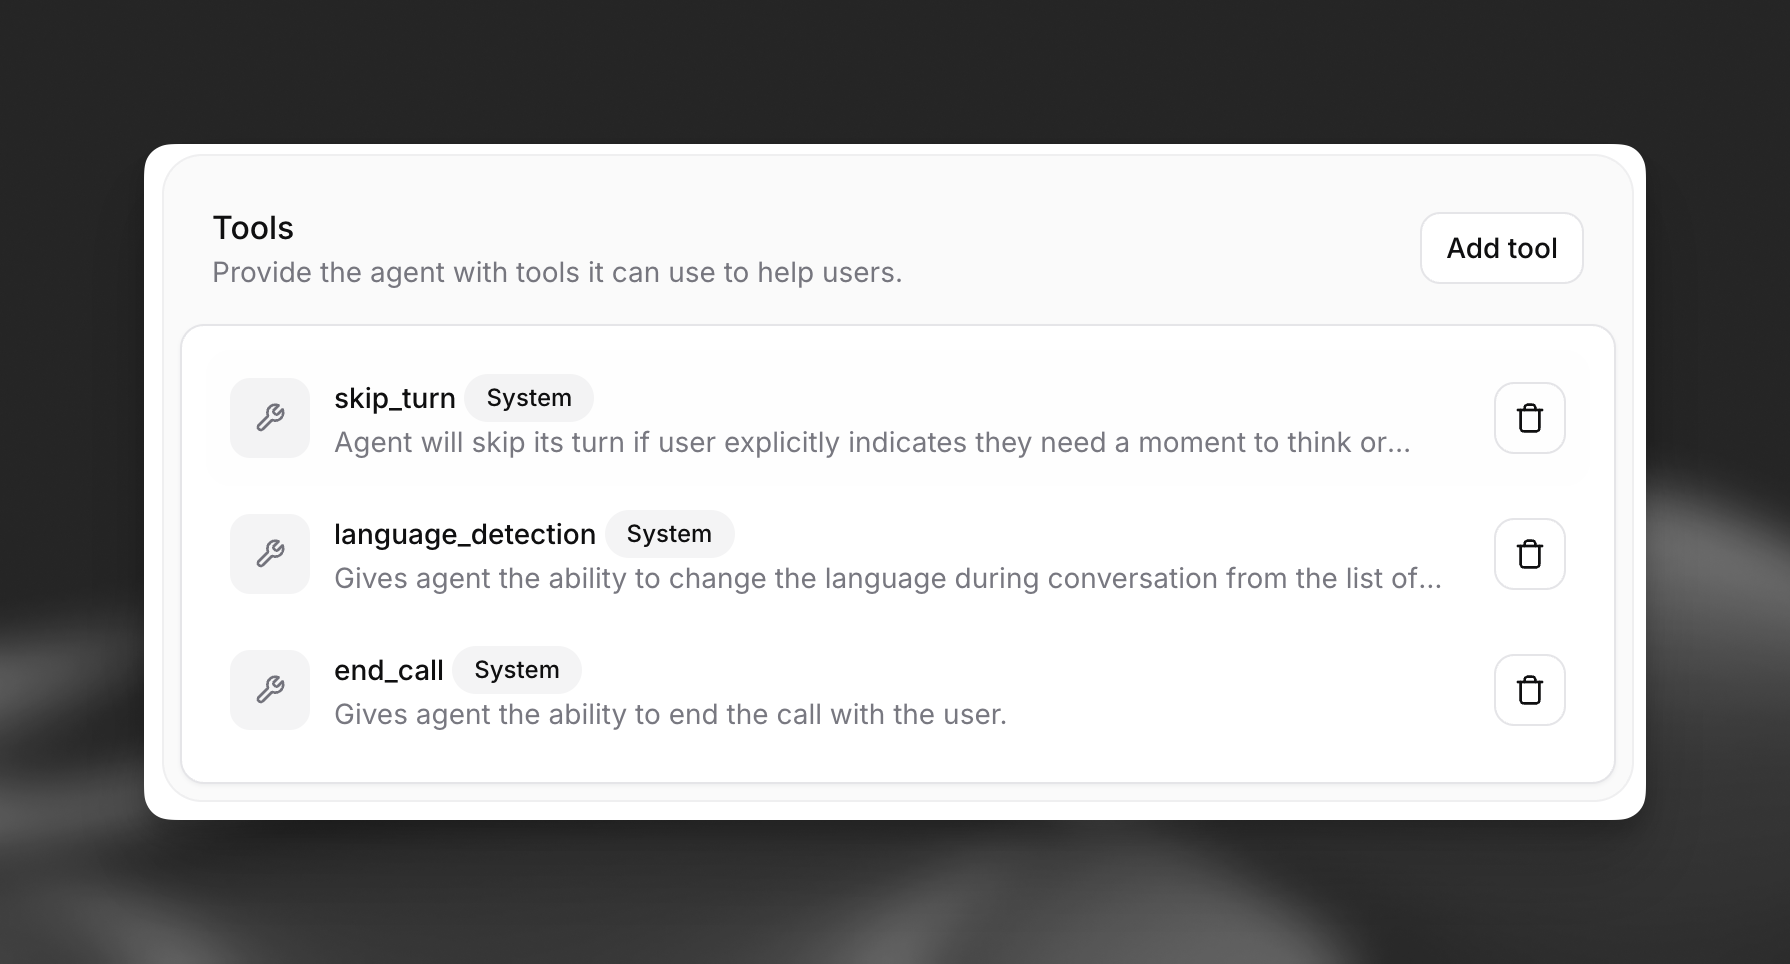 Tools
Provide the agent with tools it can use to help users.
Add tool
skip_turn System
Agent will skip its turn if user explicitly indicates they need a moment to think or...
language_detection System
Gives agent the ability to change the language during conversation from the list of...
end_call System
Gives agent the ability to end the call with the user.